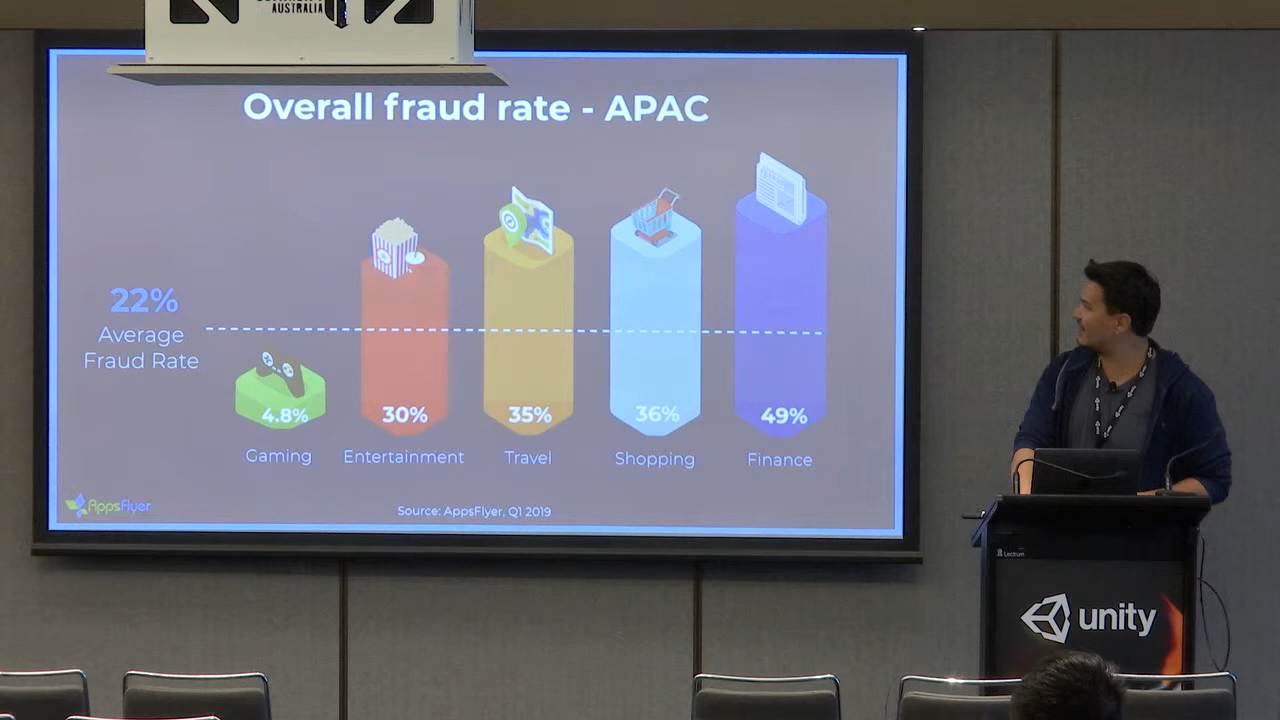 AUSTRALIA
Overall fraud rate - APAC
22%
Average
Fraud Rate
4.8%
30%
35%
36%
49%
Gaming
Entertainment
Travel
Shopping
Finance
AppsFlyer
Source: AppsFlyer, Q1 2019
Lectrum
unity